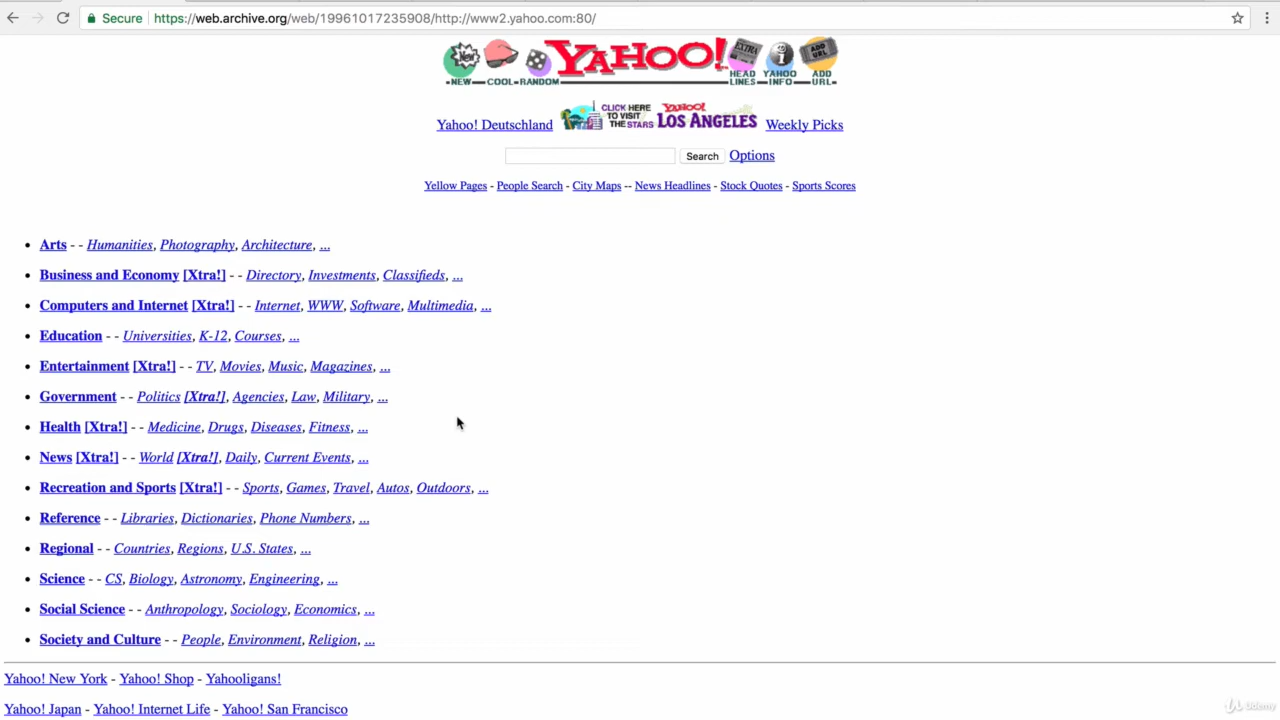 Secure https://web.archive.org/web/19961017235908/http://www2.yahoo.com:80/
NEW COOL RANDOM YAHOO! EXTRA HEAD LINES i YAHOO INFO ADD URL ADD URL
Yahoo! Deutschland CLICK HERE TO VISIT THE STARS YAHOO! LOS ANGELES Weekly Picks
Search Options
Yellow Pages - People Search - City Maps -- News Headlines - Stock Quotes - Sports Scores
• Arts - - Humanities, Photography, Architecture, ...
• Business and Economy [Xtra!] - - Directory, Investments, Classifieds, ...
• Computers and Internet [Xtra!] - - Internet, WWW, Software, Multimedia, ...
• Education - - Universities, K-12, Courses, ...
• Entertainment [Xtra!] - - TV, Movies, Music, Magazines, ...
• Government - - Politics [Xtra!], Agencies, Law, Military, ...
• Health [Xtra!] - - Medicine, Drugs, Diseases, Fitness, ...
• News [Xtra!] - - World [Xtra!], Daily, Current Events, ...
• Recreation and Sports [Xtra!] - - Sports, Games, Travel, Autos, Outdoors, ...
• Reference - - Libraries, Dictionaries, Phone Numbers, ...
• Regional - - Countries, Regions, U.S. States, ...
• Science - - CS, Biology, Astronomy, Engineering, ...
• Social Science - - Anthropology, Sociology, Economics, ...
• Society and Culture - - People, Environment, Religion, ...
Yahoo! New York - Yahoo! Shop - Yahooligans!
Yahoo! Japan - Yahoo! Internet Life - Yahoo! San Francisco
Udemy